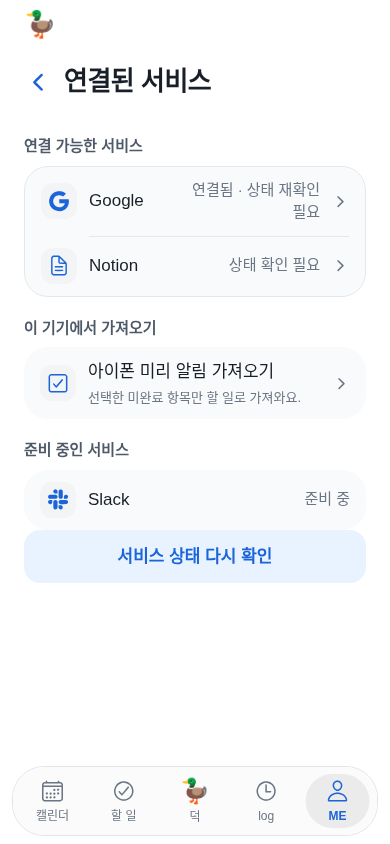 연결된 서비스
연결 가능한 서비스
Google
연결됨 · 상태 재확인
필요
Notion
상태 확인 필요
이 기기에서 가져오기
아이폰 미리 알림 가져오기
선택한 미완료 항목만 할 일로 가져와요.
준비 중인 서비스
Slack
준비 중
서비스 상태 다시 확인
캘린더
할 일
덕
log
ME